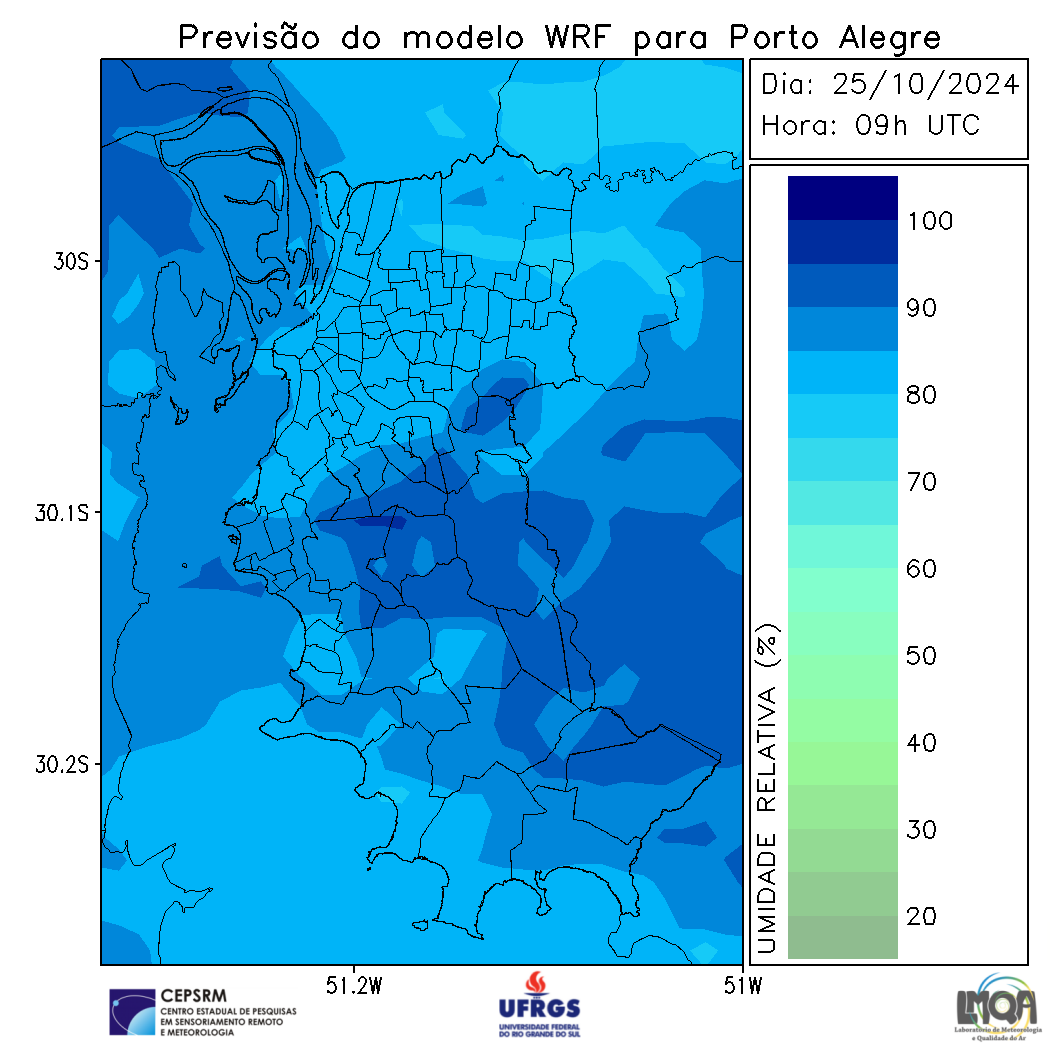 Previsão do modelo WRF para Porto Alegre
Dia: 25/10/2024
Hora: 09h UTC
30S
30.1S
30.2S
51.2W
51W
UMIDADE RELATIVA (%)
100
90
80
70
60
50
40
30
20
CEPSRM
CENTRO ESTADUAL DE PESQUISAS
EM SENSORIAMENTO REMOTO
E METEOROLOGIA
UFRGS
UNIVERSIDADE FEDERAL
DO RIO GRANDE DO SUL
LMQA
Laboratório de Meteorologia
e Qualidade do Ar